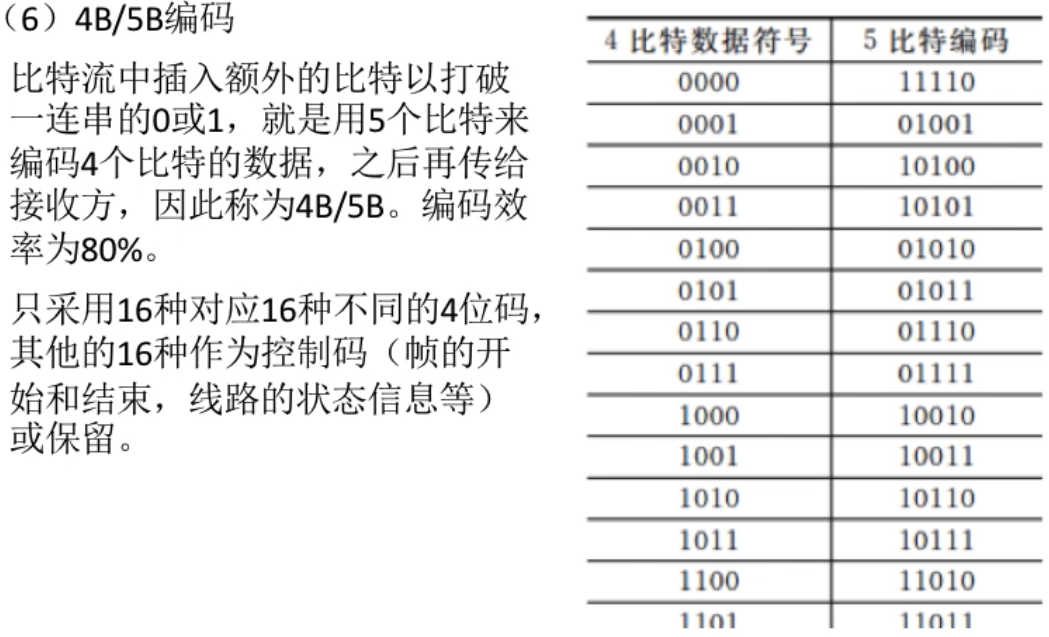 （6）4B/5B编码
比特流中插入额外的比特以打破
一连串的0或1，就是用5个比特来
编码4个比特的数据，之后再传给
接收方，因此称为4B/5B。编码效
率为80%。
只采用16种对应16种不同的4位码，
其他的16种作为控制码（帧的开
始和结束，线路的状态信息等）
或保留。
4 比特数据符号 5 比特编码
0000 11110
0001 01001
0010 10100
0011 10101
0100 01010
0101 01011
0110 01110
0111 01111
1000 10010
1001 10011
1010 10110
1011 10111
1100 11010
1101 11011